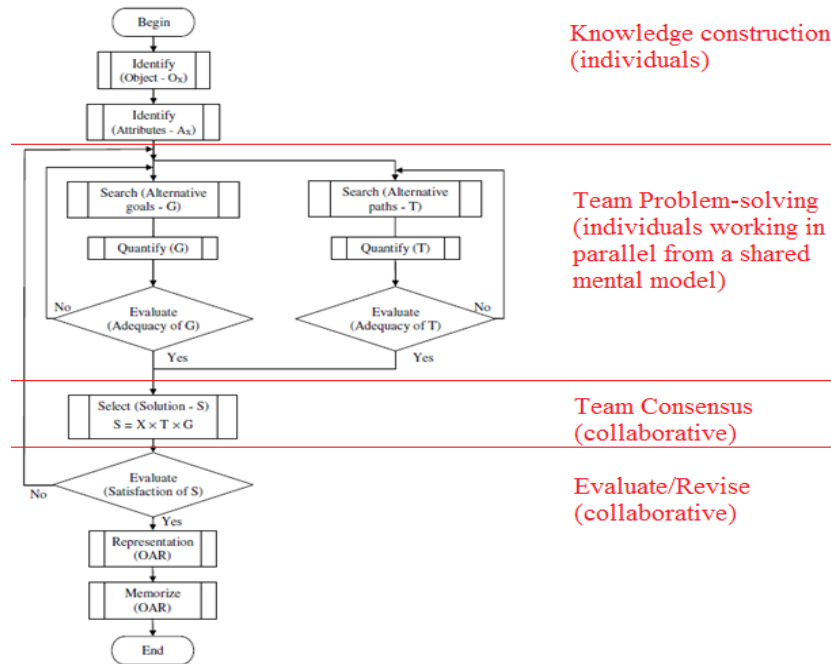 Begin
Knowledge construction
(individuals)
Identify
(Object - Ox)
Identify
(Attributes - Ax)
Search (Alternative
goals - G)
Search (Alternative
paths - T)
Team Problem-solving
(individuals working in
parallel from a shared
mental model)
Quantify (G)
Quantify (T)
No
Evaluate
(Adequacy of G)
Evaluate
(Adequacy of T)
No
Yes
Yes
Select (Solution - S)
S = X × T × G
Team Consensus
(collaborative)
No
Evaluate
(Satisfaction of S)
Evaluate/Revise
(collaborative)
Yes
Representation
(OAR)
Memorize
(OAR)
End